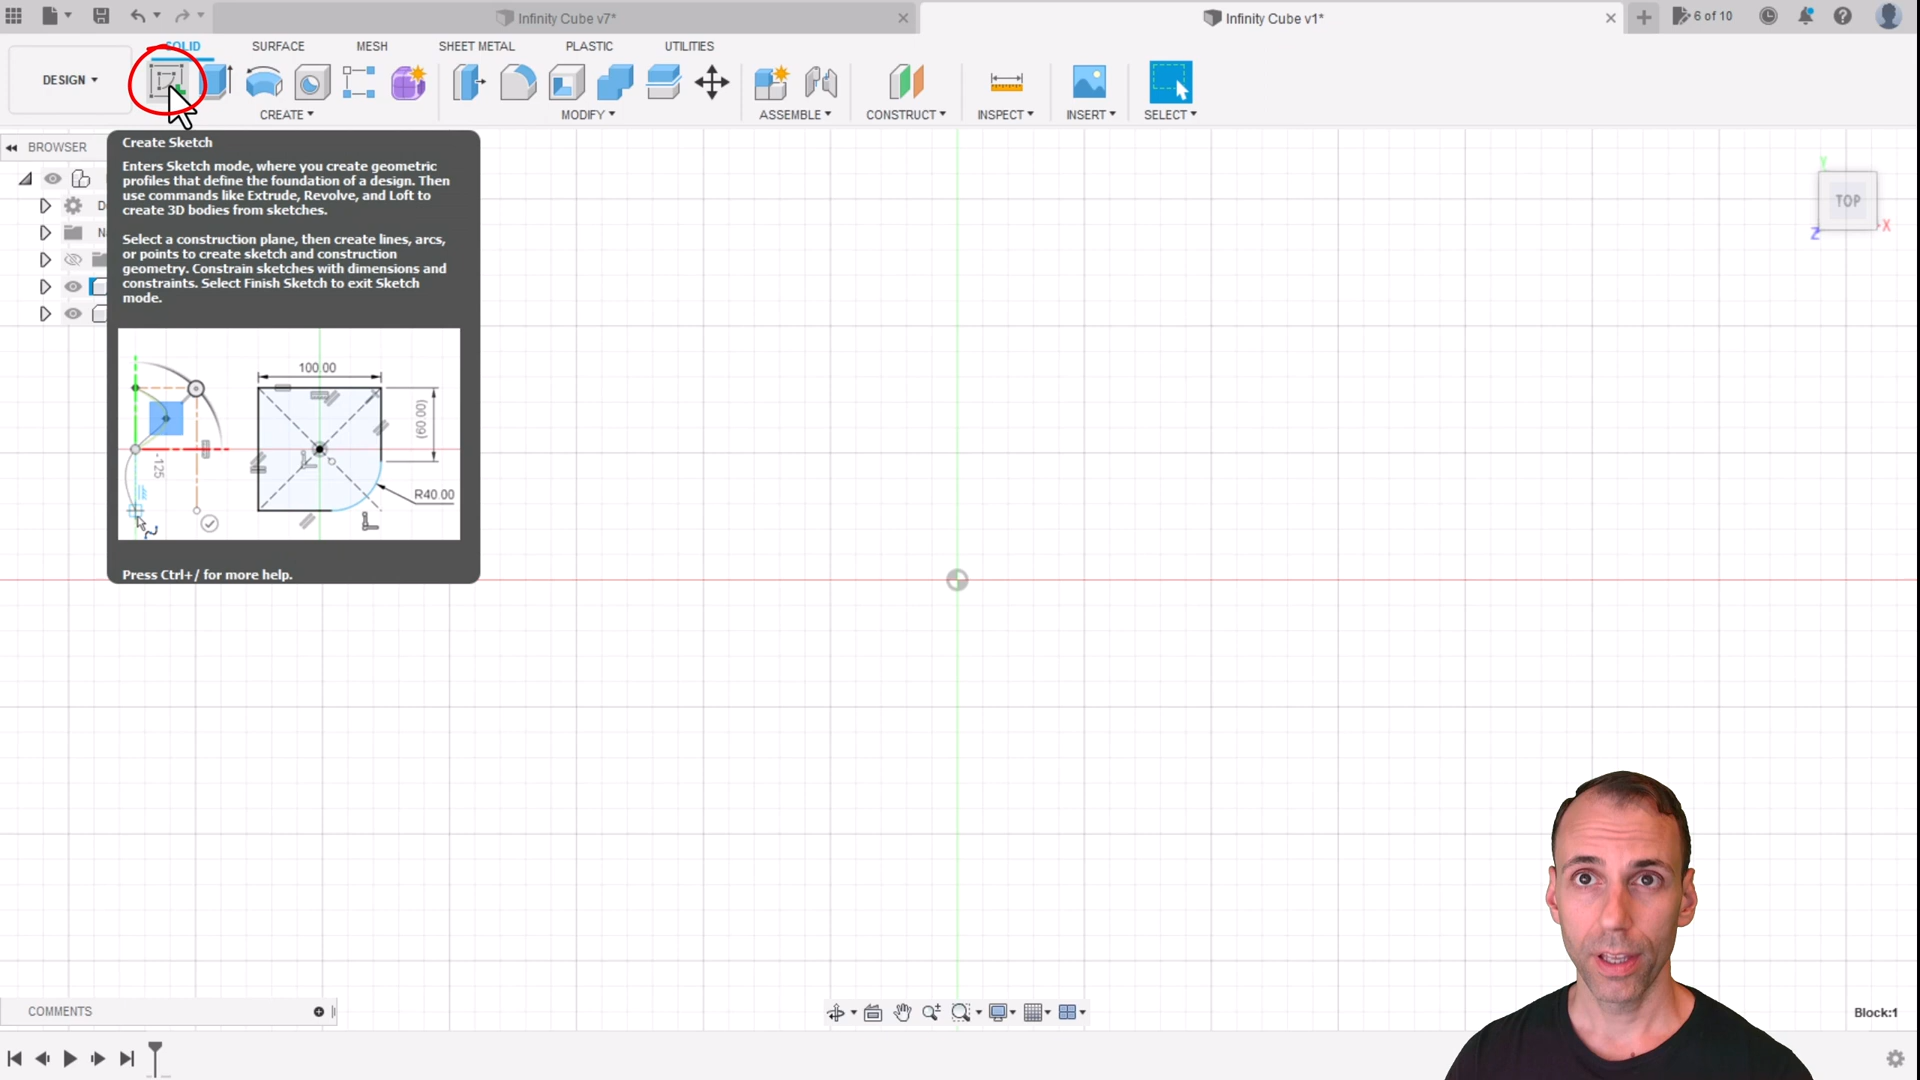 Infinity Cube v7*
Infinity Cube v1*
6 of 10
DESIGN
SOLID
SURFACE
MESH
SHEET METAL
PLASTIC
UTILITIES
CREATE
MODIFY
ASSEMBLE
CONSTRUCT
INSPECT
INSERT
SELECT
BROWSER
D
N
Create Sketch
Enters Sketch mode, where you create geometric
profiles that define the foundation of a design. Then
use commands like Extrude, Revolve, and Loft to
create 3D bodies from sketches.
Select a construction plane, then create lines, arcs,
or points to create sketch and construction
geometry. Constrain sketches with dimensions and
constraints. Select Finish Sketch to exit Sketch
mode.
100.00
(60.00)
-125
R40.00
Press Ctrl+/ for more help.
Y
TOP
X
Z
COMMENTS
Block:1